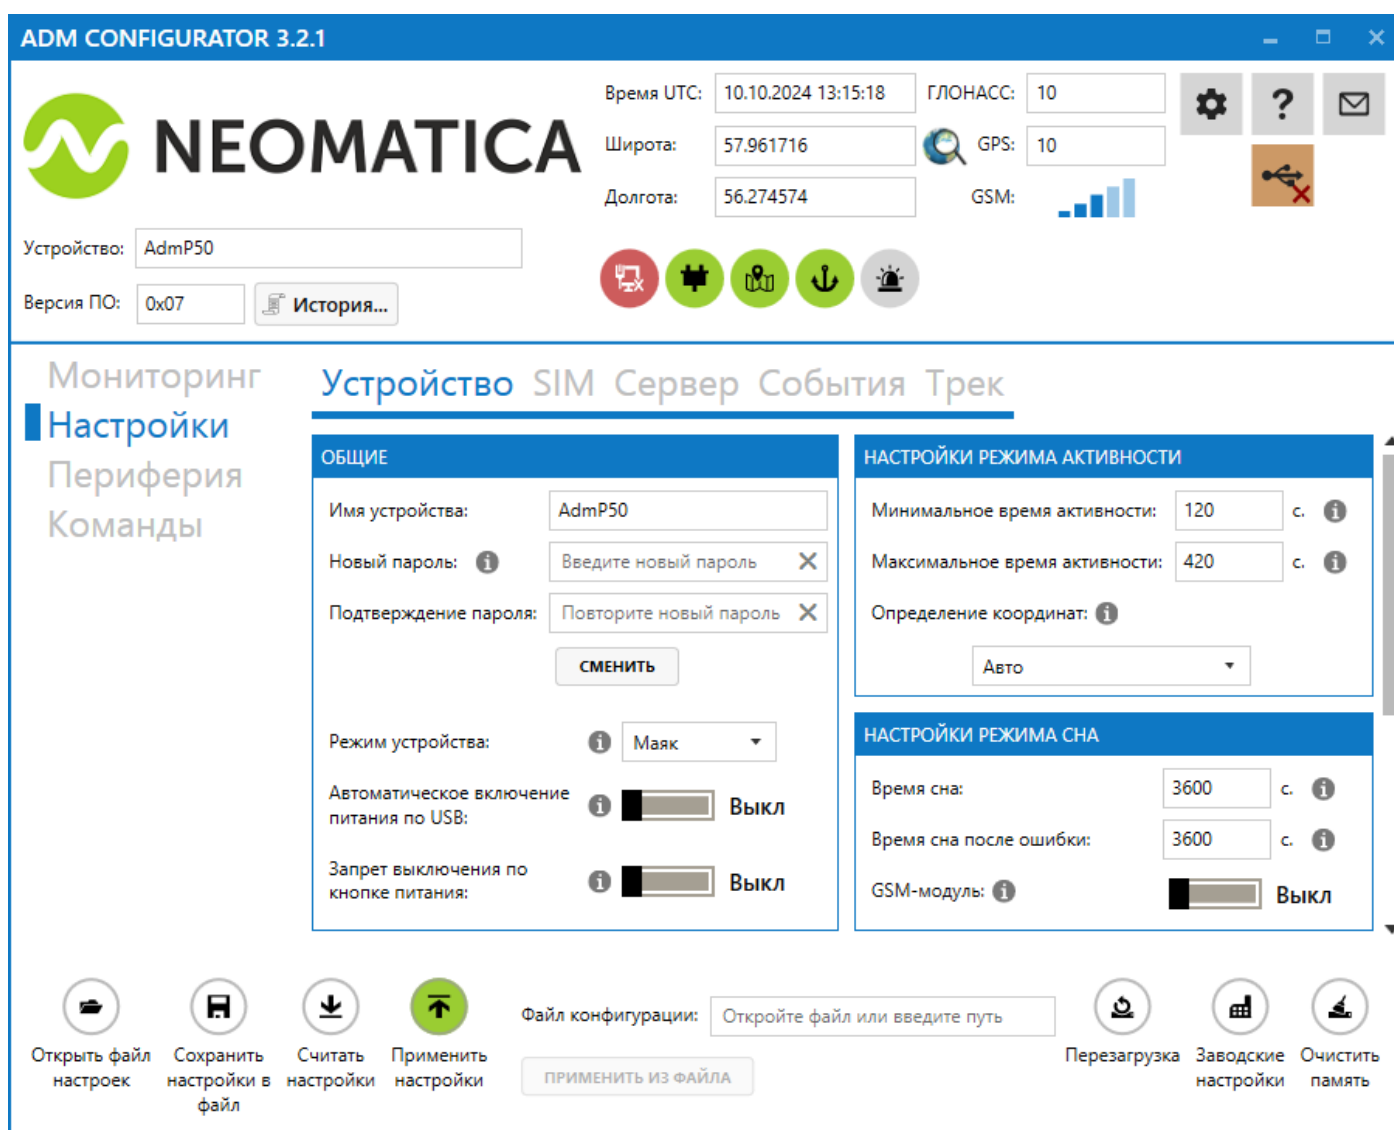 ADM CONFIGURATOR 3.2.1
NEOMATICA
Время UTC: 10.10.2024 13:15:18 ГЛОНАСС: 10
Широта: 57.961716 GPS: 10
Долгота: 56.274574 GSM:
?
Устройство: AdmP50
Версия ПО: 0x07 История...
Мониторинг
Настройки
Периферия
Команды
Устройство SIM Сервер События Трек
ОБЩИЕ
Имя устройства: AdmP50
Новый пароль: Введите новый пароль
Подтверждение пароля: Повторите новый пароль
СМЕНИТЬ
Режим устройства: Маяк
Автоматическое включение
питания по USB: Выкл
Запрет выключения по
кнопке питания: Выкл
НАСТРОЙКИ РЕЖИМА АКТИВНОСТИ
Минимальное время активности: 120 с.
Максимальное время активности: 420 с.
Определение координат:
Авто
НАСТРОЙКИ РЕЖИМА СНА
Время сна: 3600 с.
Время сна после ошибки: 3600 с.
GSM-модуль: Выкл
Открыть файл
настроек
Сохранить
настройки в
файл
Считать
настройки
Применить
настройки
Файл конфигурации: Откройте файл или введите путь
ПРИМЕНИТЬ ИЗ ФАЙЛА
Перезагрузка
Заводские
настройки
Очистить
память